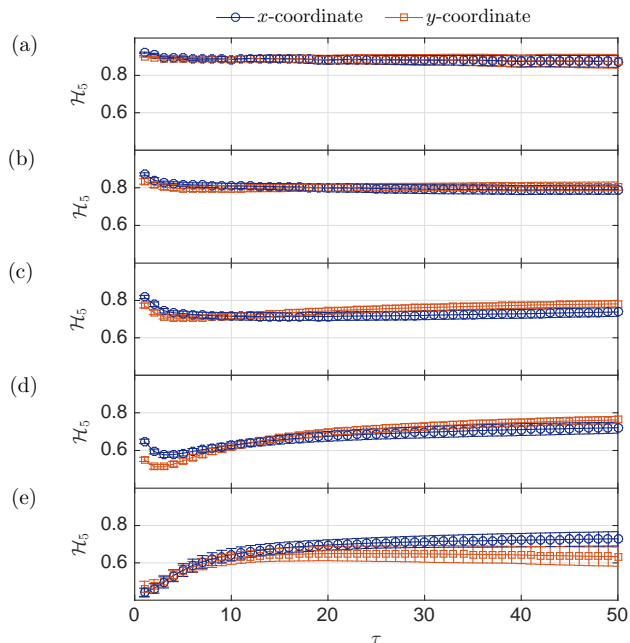 x-coordinate y-coordinate
(a)
0.8
0.6
ℋ₅
(b)
0.8
0.6
ℋ₅
(c)
0.8
0.6
ℋ₅
(d)
0.8
0.6
ℋ₅
(e)
0.8
0.6
ℋ₅
0 10 20 30 40 50
τ